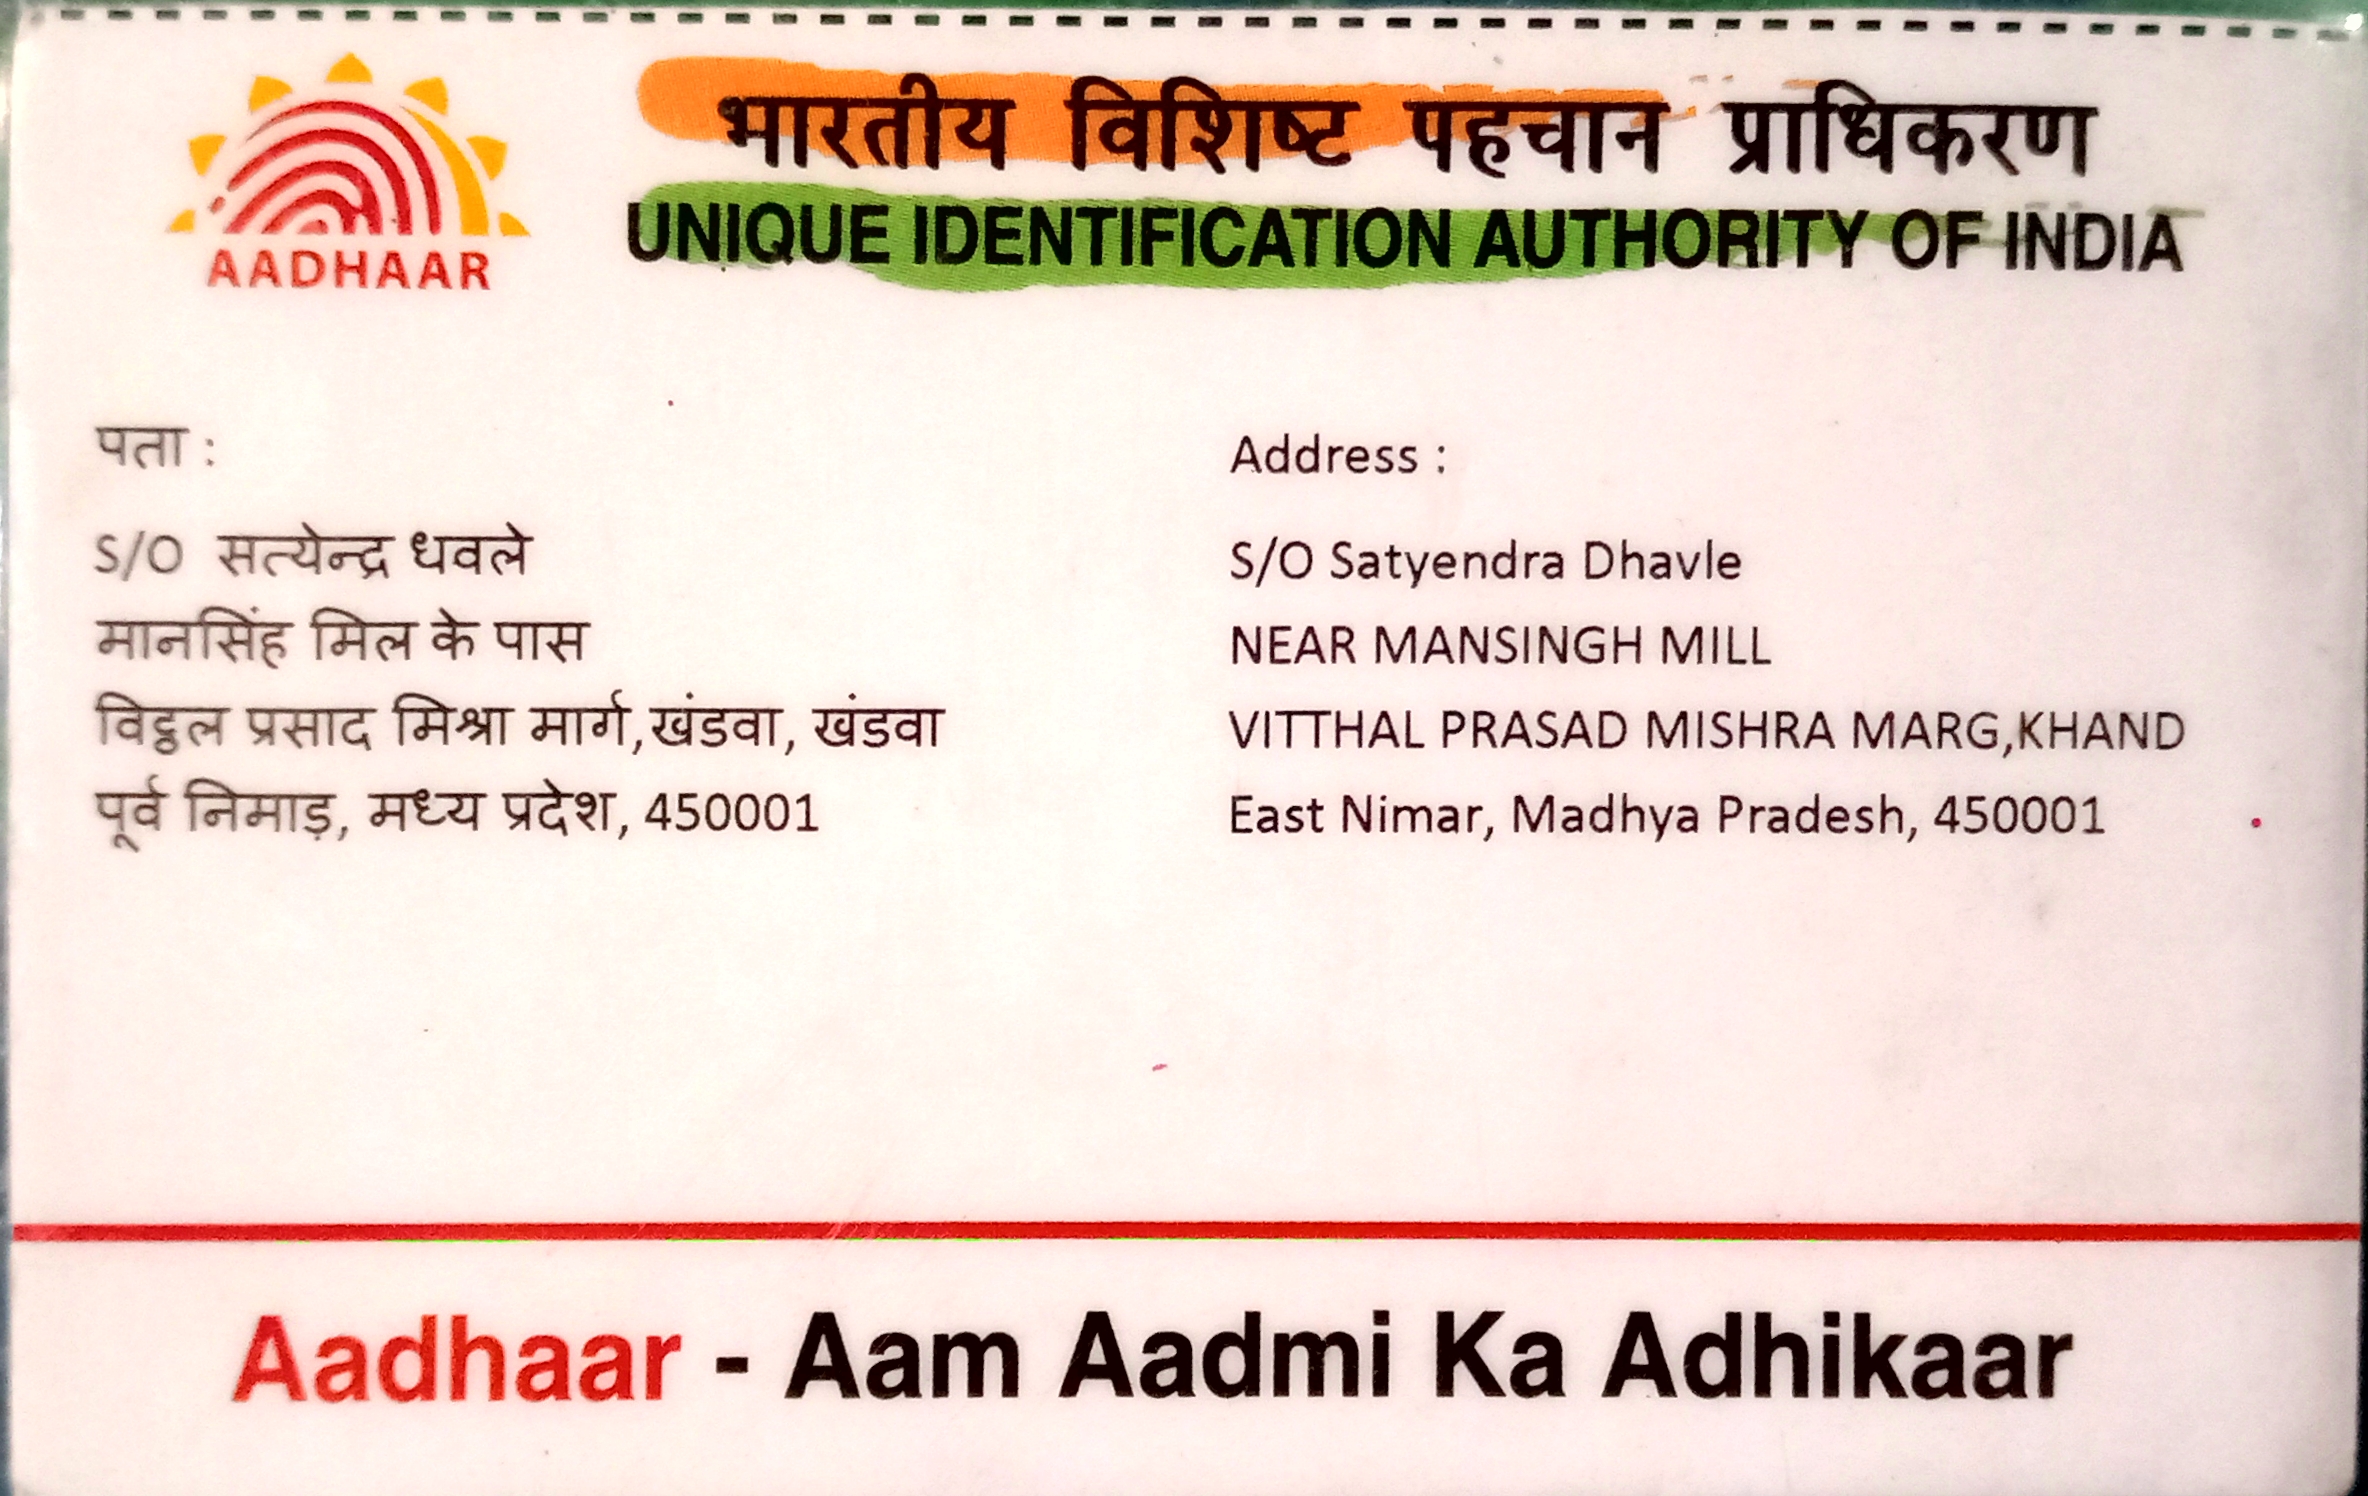 भारतीय विशिष्ट पहचान प्राधिकरण
UNIQUE IDENTIFICATION AUTHORITY OF INDIA
AADHAAR
पता :
S/O सत्येन्द्र धवले
मानसिंह मिल के पास
विट्ठल प्रसाद मिश्रा मार्ग,खंडवा, खंडवा
पूर्व निमाड़, मध्य प्रदेश, 450001
Address :
S/O Satyendra Dhavle
NEAR MANSINGH MILL
VITTHAL PRASAD MISHRA MARG,KHAND
East Nimar, Madhya Pradesh, 450001
Aadhaar - Aam Aadmi Ka Adhikaar